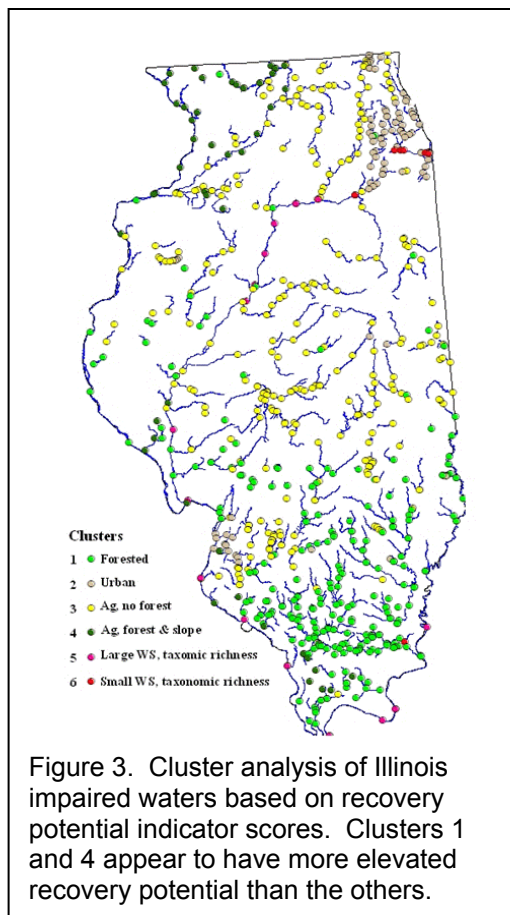 Clusters
1 Forested
2 Urban
3 Ag, no forest
4 Ag, forest & slope
5 Large WS, taxomic richness
6 Small WS, taxonomic richness
Figure 3. Cluster analysis of Illinois
impaired waters based on recovery
potential indicator scores. Clusters 1
and 4 appear to have more elevated
recovery potential than the others.